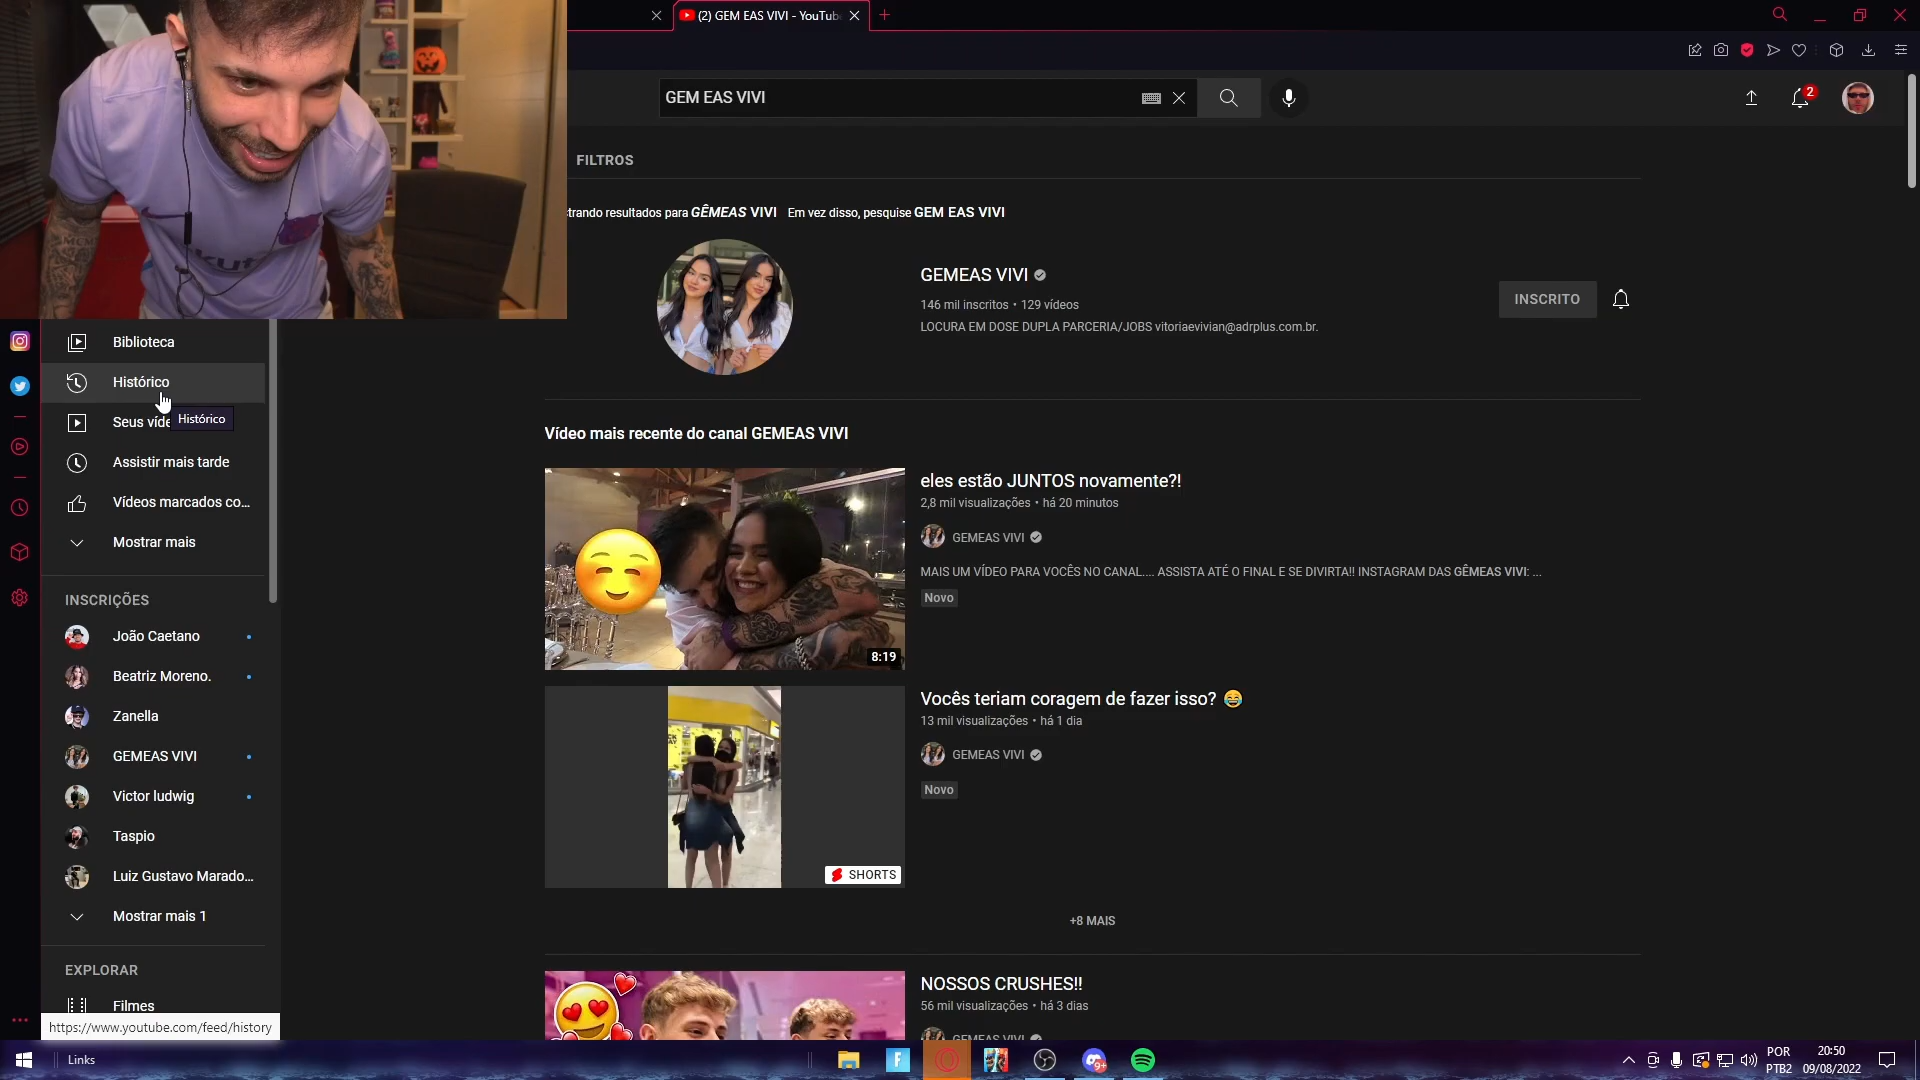 (2) GEM EAS VIVI - YouTub
GEM EAS VIVI
2
FILTROS
trando resultados para GÊMEAS VIVI Em vez disso, pesquise GEM EAS VIVI
GEMEAS VIVI
146 mil inscritos • 129 vídeos
LOCURA EM DOSE DUPLA PARCERIA/JOBS vitoriaevivian@adrplus.com.br.
INSCRITO
Biblioteca
Histórico
Seus víde
Histórico
Assistir mais tarde
Vídeos marcados co...
Mostrar mais
INSCRIÇÕES
João Caetano
Beatriz Moreno.
Zanella
GEMEAS VIVI
Victor ludwig
Taspio
Luiz Gustavo Marado...
Mostrar mais 1
EXPLORAR
Filmes
https://www.youtube.com/feed/history
Vídeo mais recente do canal GEMEAS VIVI
8:19
eles estão JUNTOS novamente?!
2,8 mil visualizações • há 20 minutos
GEMEAS VIVI
MAIS UM VÍDEO PARA VOCÊS NO CANAL.... ASSISTA ATÉ O FINAL E SE DIVIRTA!! INSTAGRAM DAS GÊMEAS VIVI: ...
Novo
SHORTS
Vocês teriam coragem de fazer isso? 😂
13 mil visualizações • há 1 dia
GEMEAS VIVI
Novo
+8 MAIS
NOSSOS CRUSHES!!
56 mil visualizações • há 3 dias
GEMEAS VIVI
Links
9+
POR
PTB2
20:50
09/08/2022